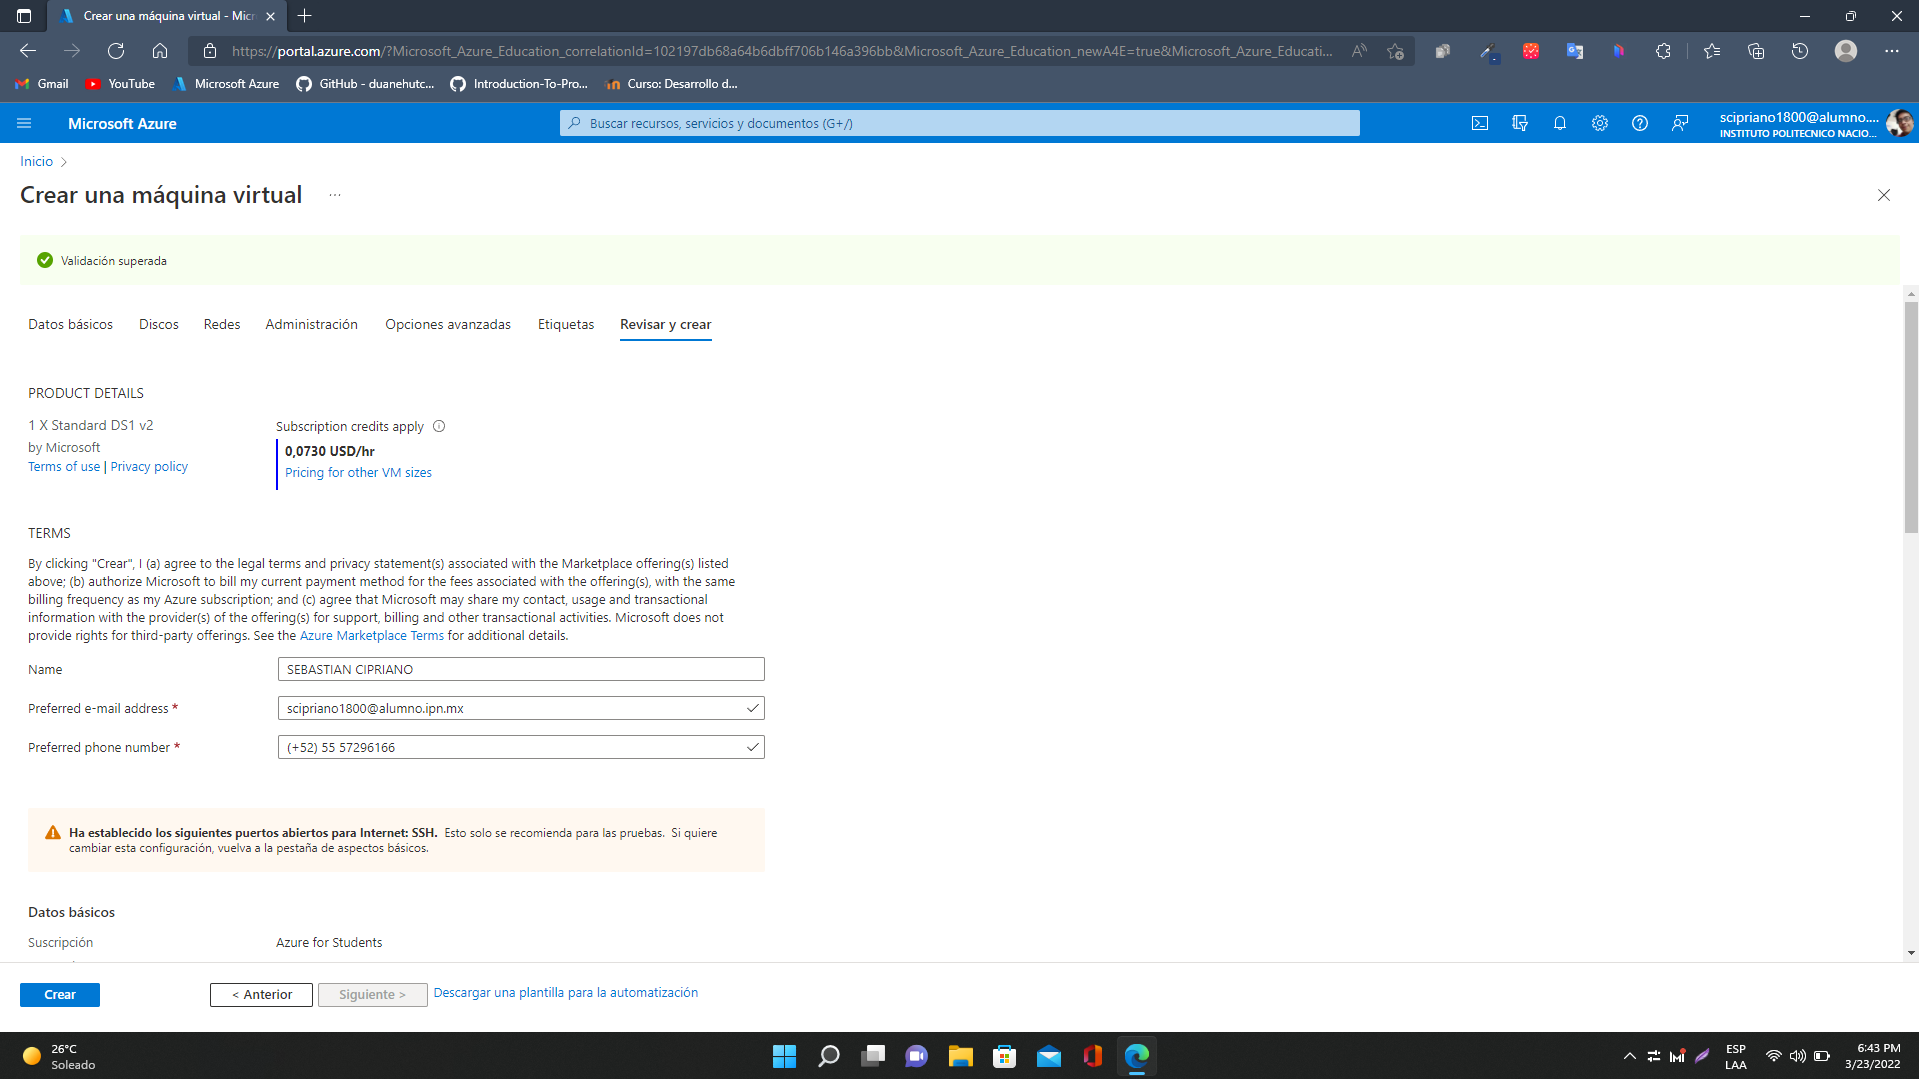 Crear una máquina virtual - Micr
https://portal.azure.com/?Microsoft_Azure_Education_correlationId=102197db68a64b6dbff706b146a396bb&Microsoft_Azure_Education_newA4E=true&Microsoft_Azure_Educati...
Gmail YouTube Microsoft Azure GitHub - duanehutc... Introduction-To-Pro... Curso: Desarrollo d...
Microsoft Azure
Buscar recursos, servicios y documentos (G+/)
scipriano1800@alumno....
INSTITUTO POLITECNICO NACIO...
Inicio
Crear una máquina virtual ...
Validación superada
Datos básicos Discos Redes Administración Opciones avanzadas Etiquetas Revisar y crear
PRODUCT DETAILS
1 X Standard DS1 v2
by Microsoft
Terms of use | Privacy policy
Subscription credits apply
0,0730 USD/hr
Pricing for other VM sizes
TERMS
By clicking "Crear", I (a) agree to the legal terms and privacy statement(s) associated with the Marketplace offering(s) listed
above; (b) authorize Microsoft to bill my current payment method for the fees associated with the offering(s), with the same
billing frequency as my Azure subscription; and (c) agree that Microsoft may share my contact, usage and transactional
information with the provider(s) of the offering(s) for support, billing and other transactional activities. Microsoft does not
provide rights for third-party offerings. See the Azure Marketplace Terms for additional details.
Name SEBASTIAN CIPRIANO
Preferred e-mail address * scipriano1800@alumno.ipn.mx
Preferred phone number * (+52) 55 57296166
Ha establecido los siguientes puertos abiertos para Internet: SSH. Esto solo se recomienda para las pruebas. Si quiere
cambiar esta configuración, vuelva a la pestaña de aspectos básicos.
Datos básicos
Suscripción Azure for Students
Crear < Anterior Siguiente > Descargar una plantilla para la automatización
26°C
Soleado
ESP
LAA
6:43 PM
3/23/2022